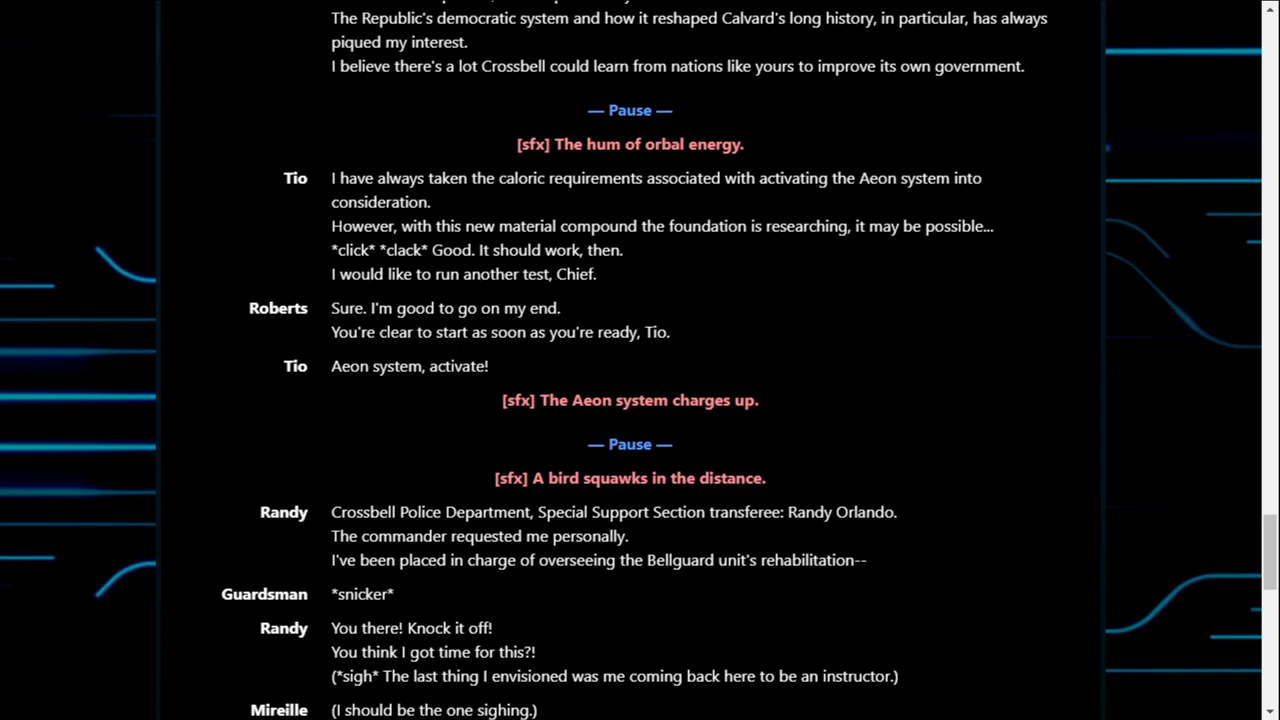 The Republic's democratic system and how it reshaped Calvard's long history, in particular, has always
piqued my interest.
I believe there's a lot Crossbell could learn from nations like yours to improve its own government.
— Pause —
[sfx] The hum of orbal energy.
Tio I have always taken the caloric requirements associated with activating the Aeon system into
consideration.
However, with this new material compound the foundation is researching, it may be possible...
*click* *clack* Good. It should work, then.
I would like to run another test, Chief.
Roberts Sure. I'm good to go on my end.
You're clear to start as soon as you're ready, Tio.
Tio Aeon system, activate!
[sfx] The Aeon system charges up.
— Pause —
[sfx] A bird squawks in the distance.
Randy Crossbell Police Department, Special Support Section transferee: Randy Orlando.
The commander requested me personally.
I've been placed in charge of overseeing the Bellguard unit's rehabilitation--
Guardsman *snicker*
Randy You there! Knock it off!
You think I got time for this?!
(*sigh* The last thing I envisioned was me coming back here to be an instructor.)
Mireille (I should be the one sighing.)